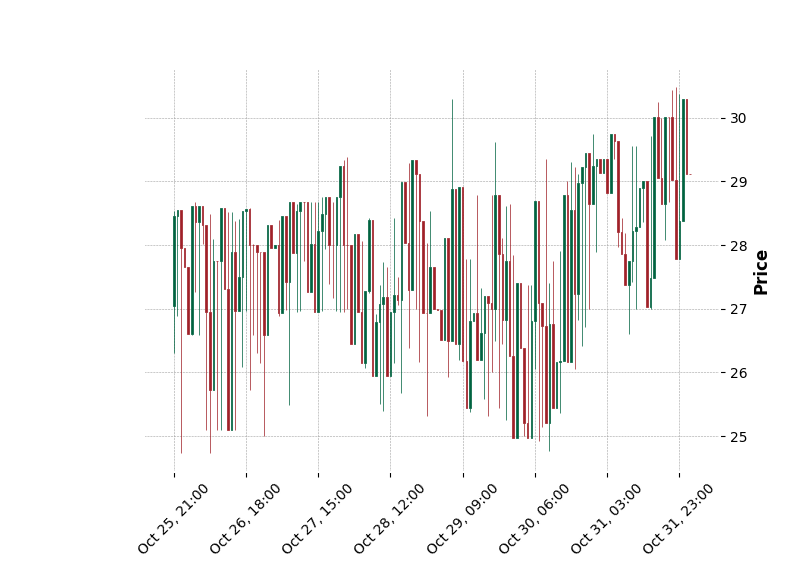 30
29
28
27
26
25
Price
Oct 25, 21:00
Oct 26, 18:00
Oct 27, 15:00
Oct 28, 12:00
Oct 29, 09:00
Oct 30, 06:00
Oct 31, 03:00
Oct 31, 23:00